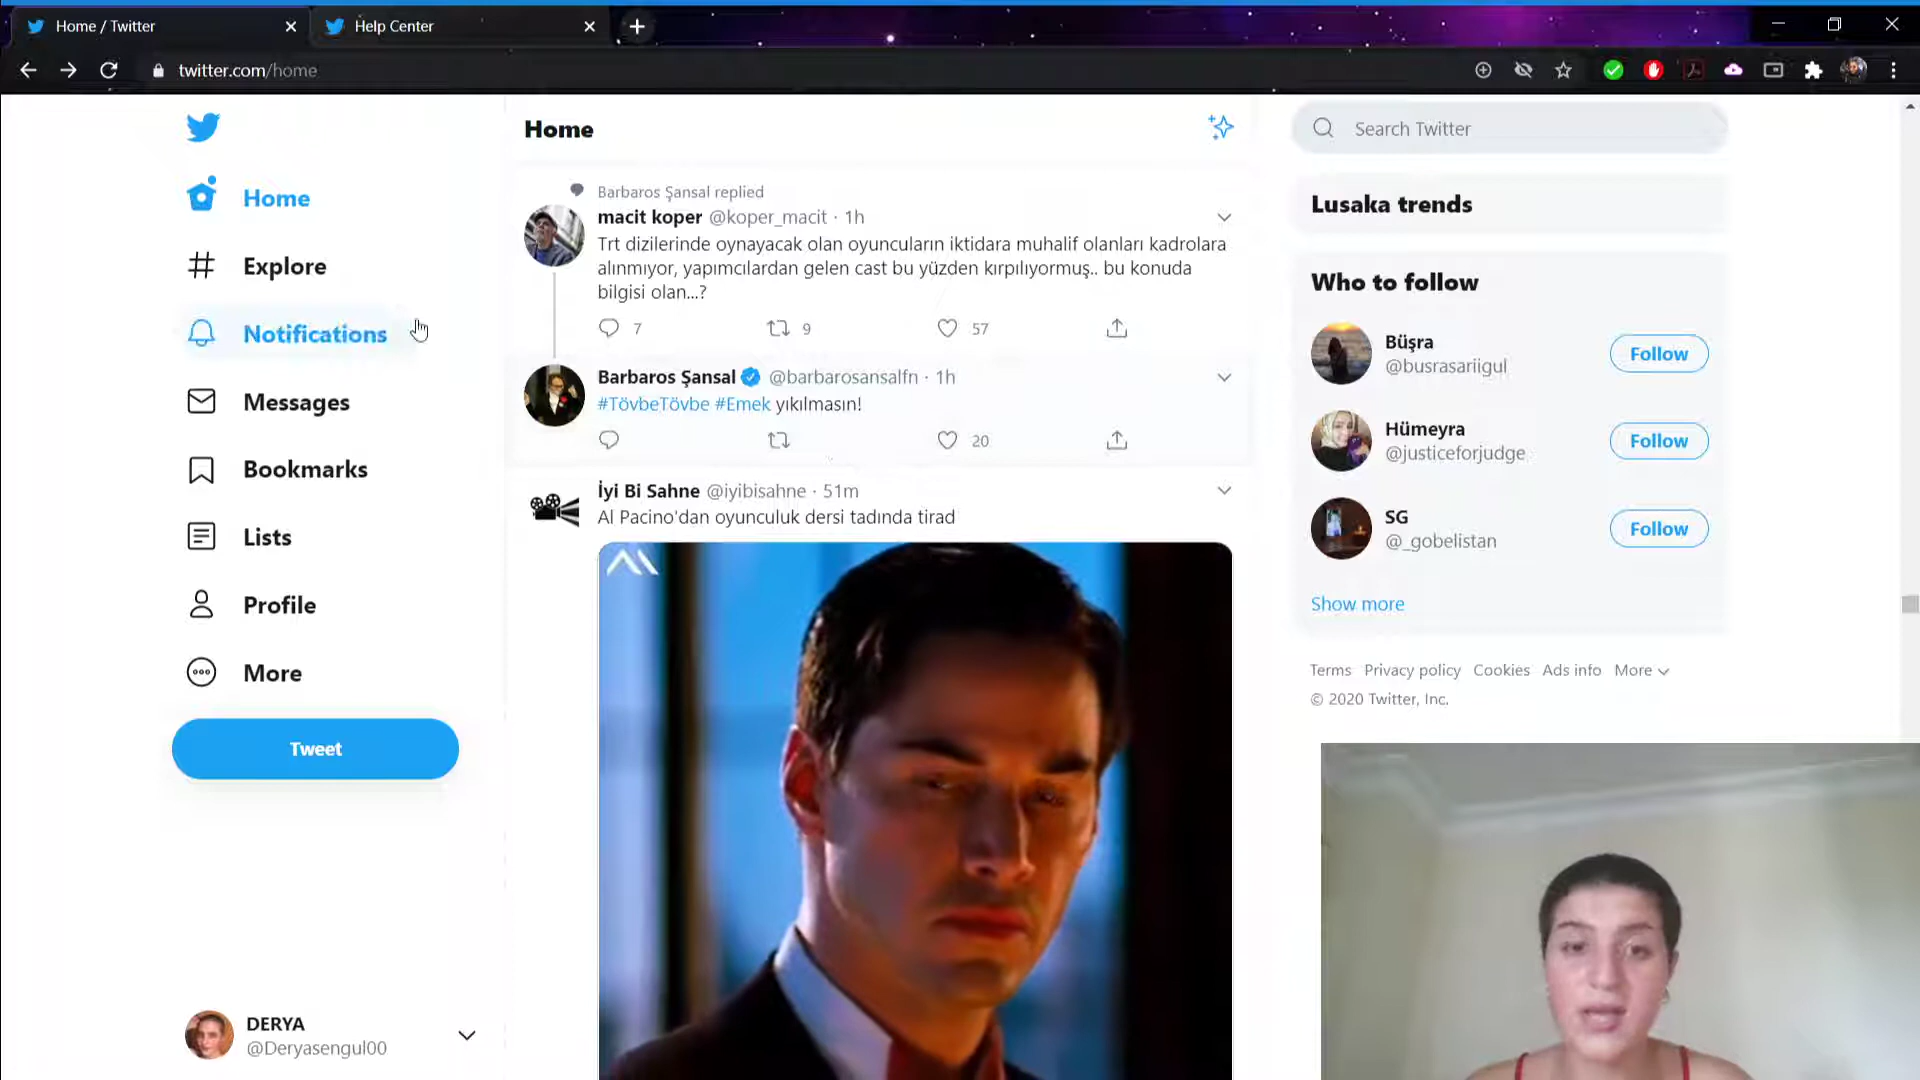 Home / Twitter
Help Center
twitter.com/home
Home
Search Twitter
Home
Explore
Notifications
Messages
Bookmarks
Lists
Profile
More
Tweet
DERYA
@Deryasengul00
Barbaros Şansal replied
macit koper @koper_macit · 1h
Trt dizilerinde oynayacak olan oyuncuların iktidara muhalif olanları kadrolara
alınmıyor, yapımcılardan gelen cast bu yüzden kırpılıyormuş.. bu konuda
bilgisi olan...?
7 9 57
Barbaros Şansal @barbarosansalfn · 1h
#TövbeTövbe #Emek yıkılmasın!
20
İyi Bi Sahne @iyibisahne · 51m
Al Pacino'dan oyunculuk dersi tadında tirad
Lusaka trends
Who to follow
Büşra
@busrasariigul
Follow
Hümeyra
@justiceforjudge
Follow
SG
@_gobelistan
Follow
Show more
Terms Privacy policy Cookies Ads info More
© 2020 Twitter, Inc.